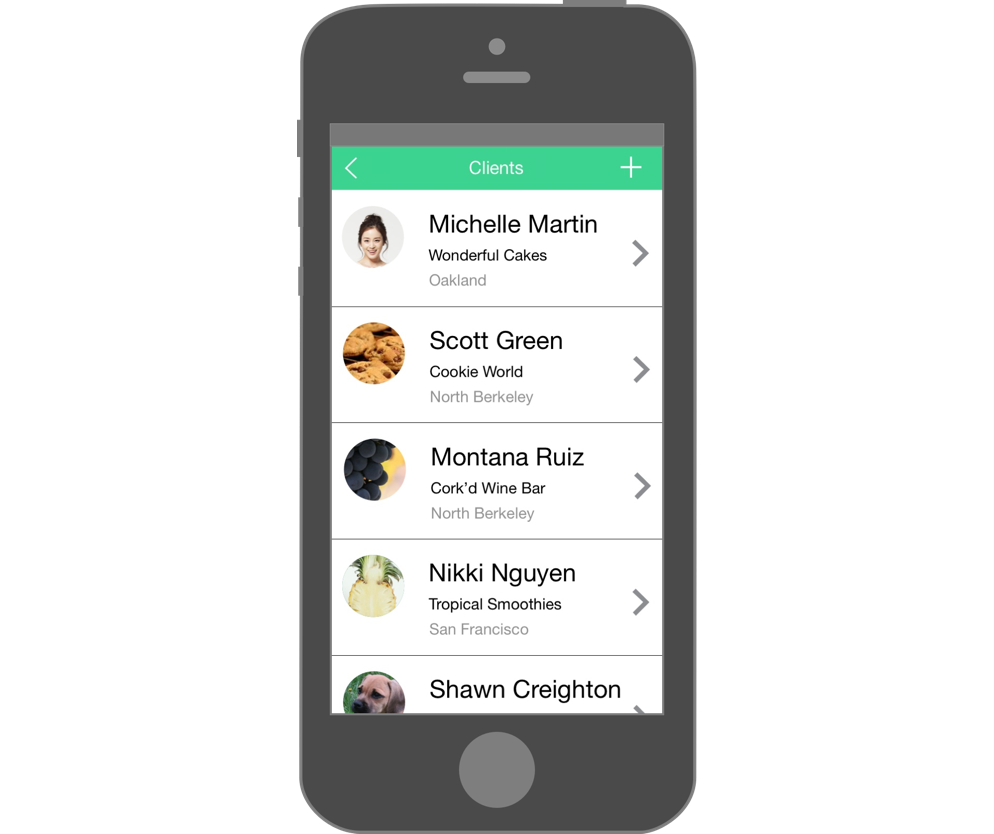 Clients
Michelle Martin
Wonderful Cakes
Oakland
Scott Green
Cookie World
North Berkeley
Montana Ruiz
Cork’d Wine Bar
North Berkeley
Nikki Nguyen
Tropical Smoothies
San Francisco
Shawn Creighton